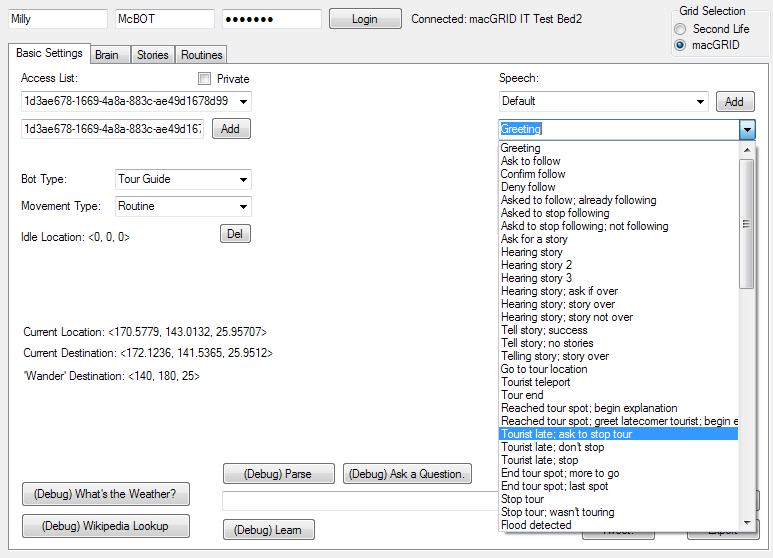 Milly McBOT ●●●●●●● Login Connected: macGRID IT Test Bed2
Grid Selection
Second Life
macGRID
Basic Settings Brain Stories Routines
Access List: Private
1d3ae678-1669-4a8a-883c-ae49d1678d99
1d3ae678-1669-4a8a-883c-ae49d167 Add
Bot Type: Tour Guide
Movement Type: Routine
Idle Location: <0, 0, 0> Del
Current Location: <170.5779, 143.0132, 25.95707>
Current Destination: <172.1236, 141.5365, 25.9512>
'Wander' Destination: <140, 180, 25>
(Debug) Parse (Debug) Ask a Question.
(Debug) What's the Weather?
(Debug) Wikipedia Lookup (Debug) Learn
Speech:
Default Add
Greeting
Greeting
Ask to follow
Confirm follow
Deny follow
Asked to follow; already following
Asked to stop following
Askd to stop following; not following
Ask for a story
Hearing story
Hearing story 2
Hearing story 3
Hearing story; ask if over
Hearing story; story over
Hearing story; story not over
Tell story; success
Tell story; no stories
Telling story; story over
Go to tour location
Tourist teleport
Tour end
Reached tour spot; begin explanation
Reached tour spot; greet latecomer tourist; begin e
Tourist late; ask to stop tour
Tourist late; don't stop
Tourist late; stop
End tour spot; more to go
End tour spot; last spot
Stop tour
Stop tour; wasn't touring
Flood detected